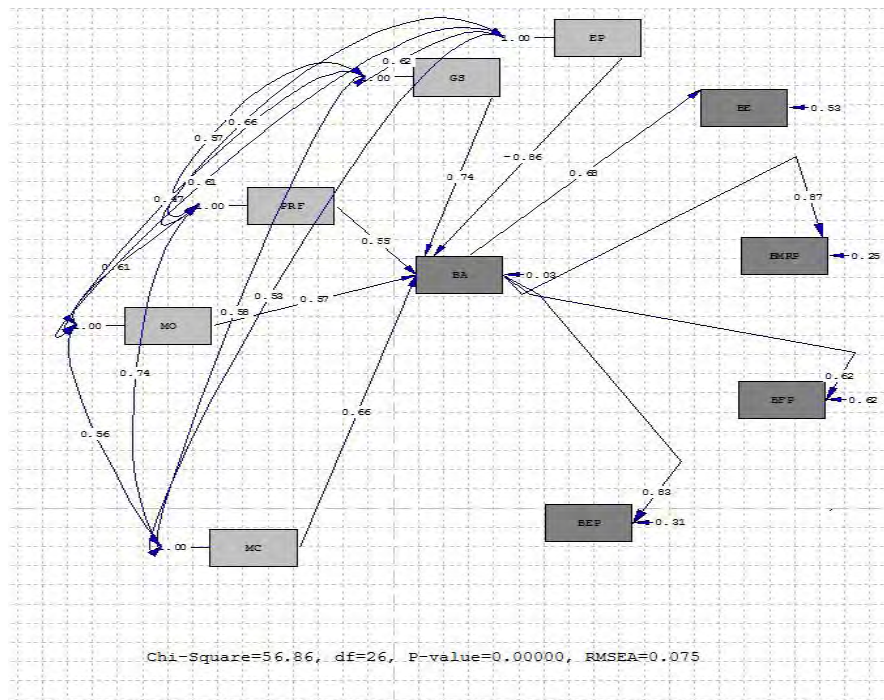 1.00 EP
0.62
1.00 GS
BE 0.53
0.66
0.57
-0.86
0.74
0.68
0.61
0.47
1.00 PRF
0.87
0.55
BMRP 0.25
0.61
BA 0.03
0.53
0.57
0.58
1.00 MO
0.74
0.62
BFP 0.62
0.66
0.56
0.83
BEP 0.31
1.00 MC
Chi-Square=56.86, df=26, P-value=0.00000, RMSEA=0.075